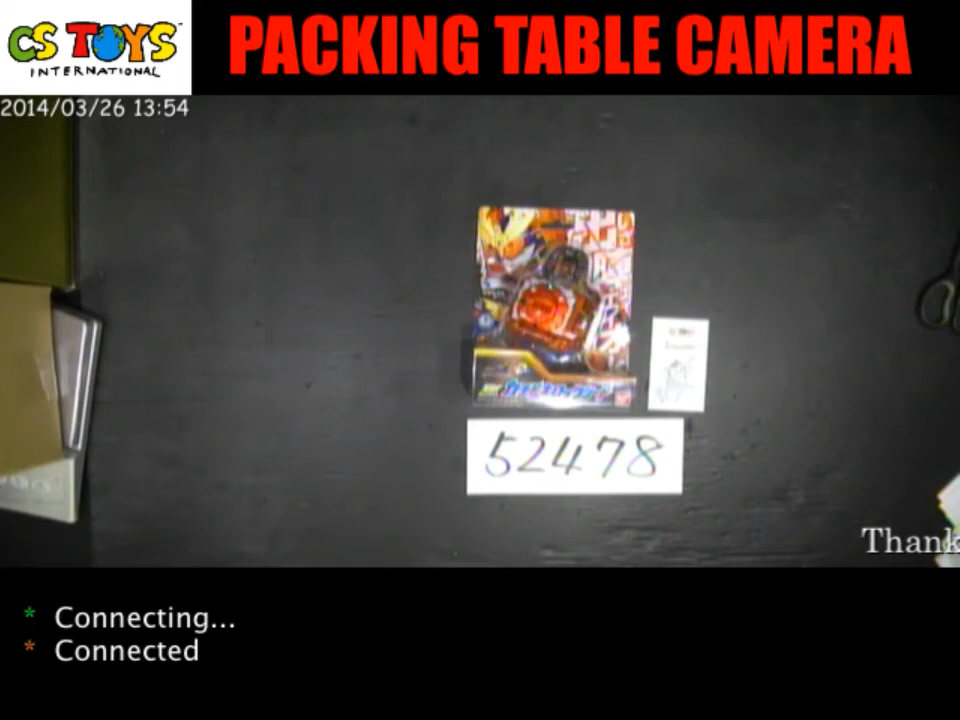 CS TOYS
INTERNATIONAL
PACKING TABLE CAMERA
2014/03/26 13:54
52478
Thank
* Connecting...
* Connected